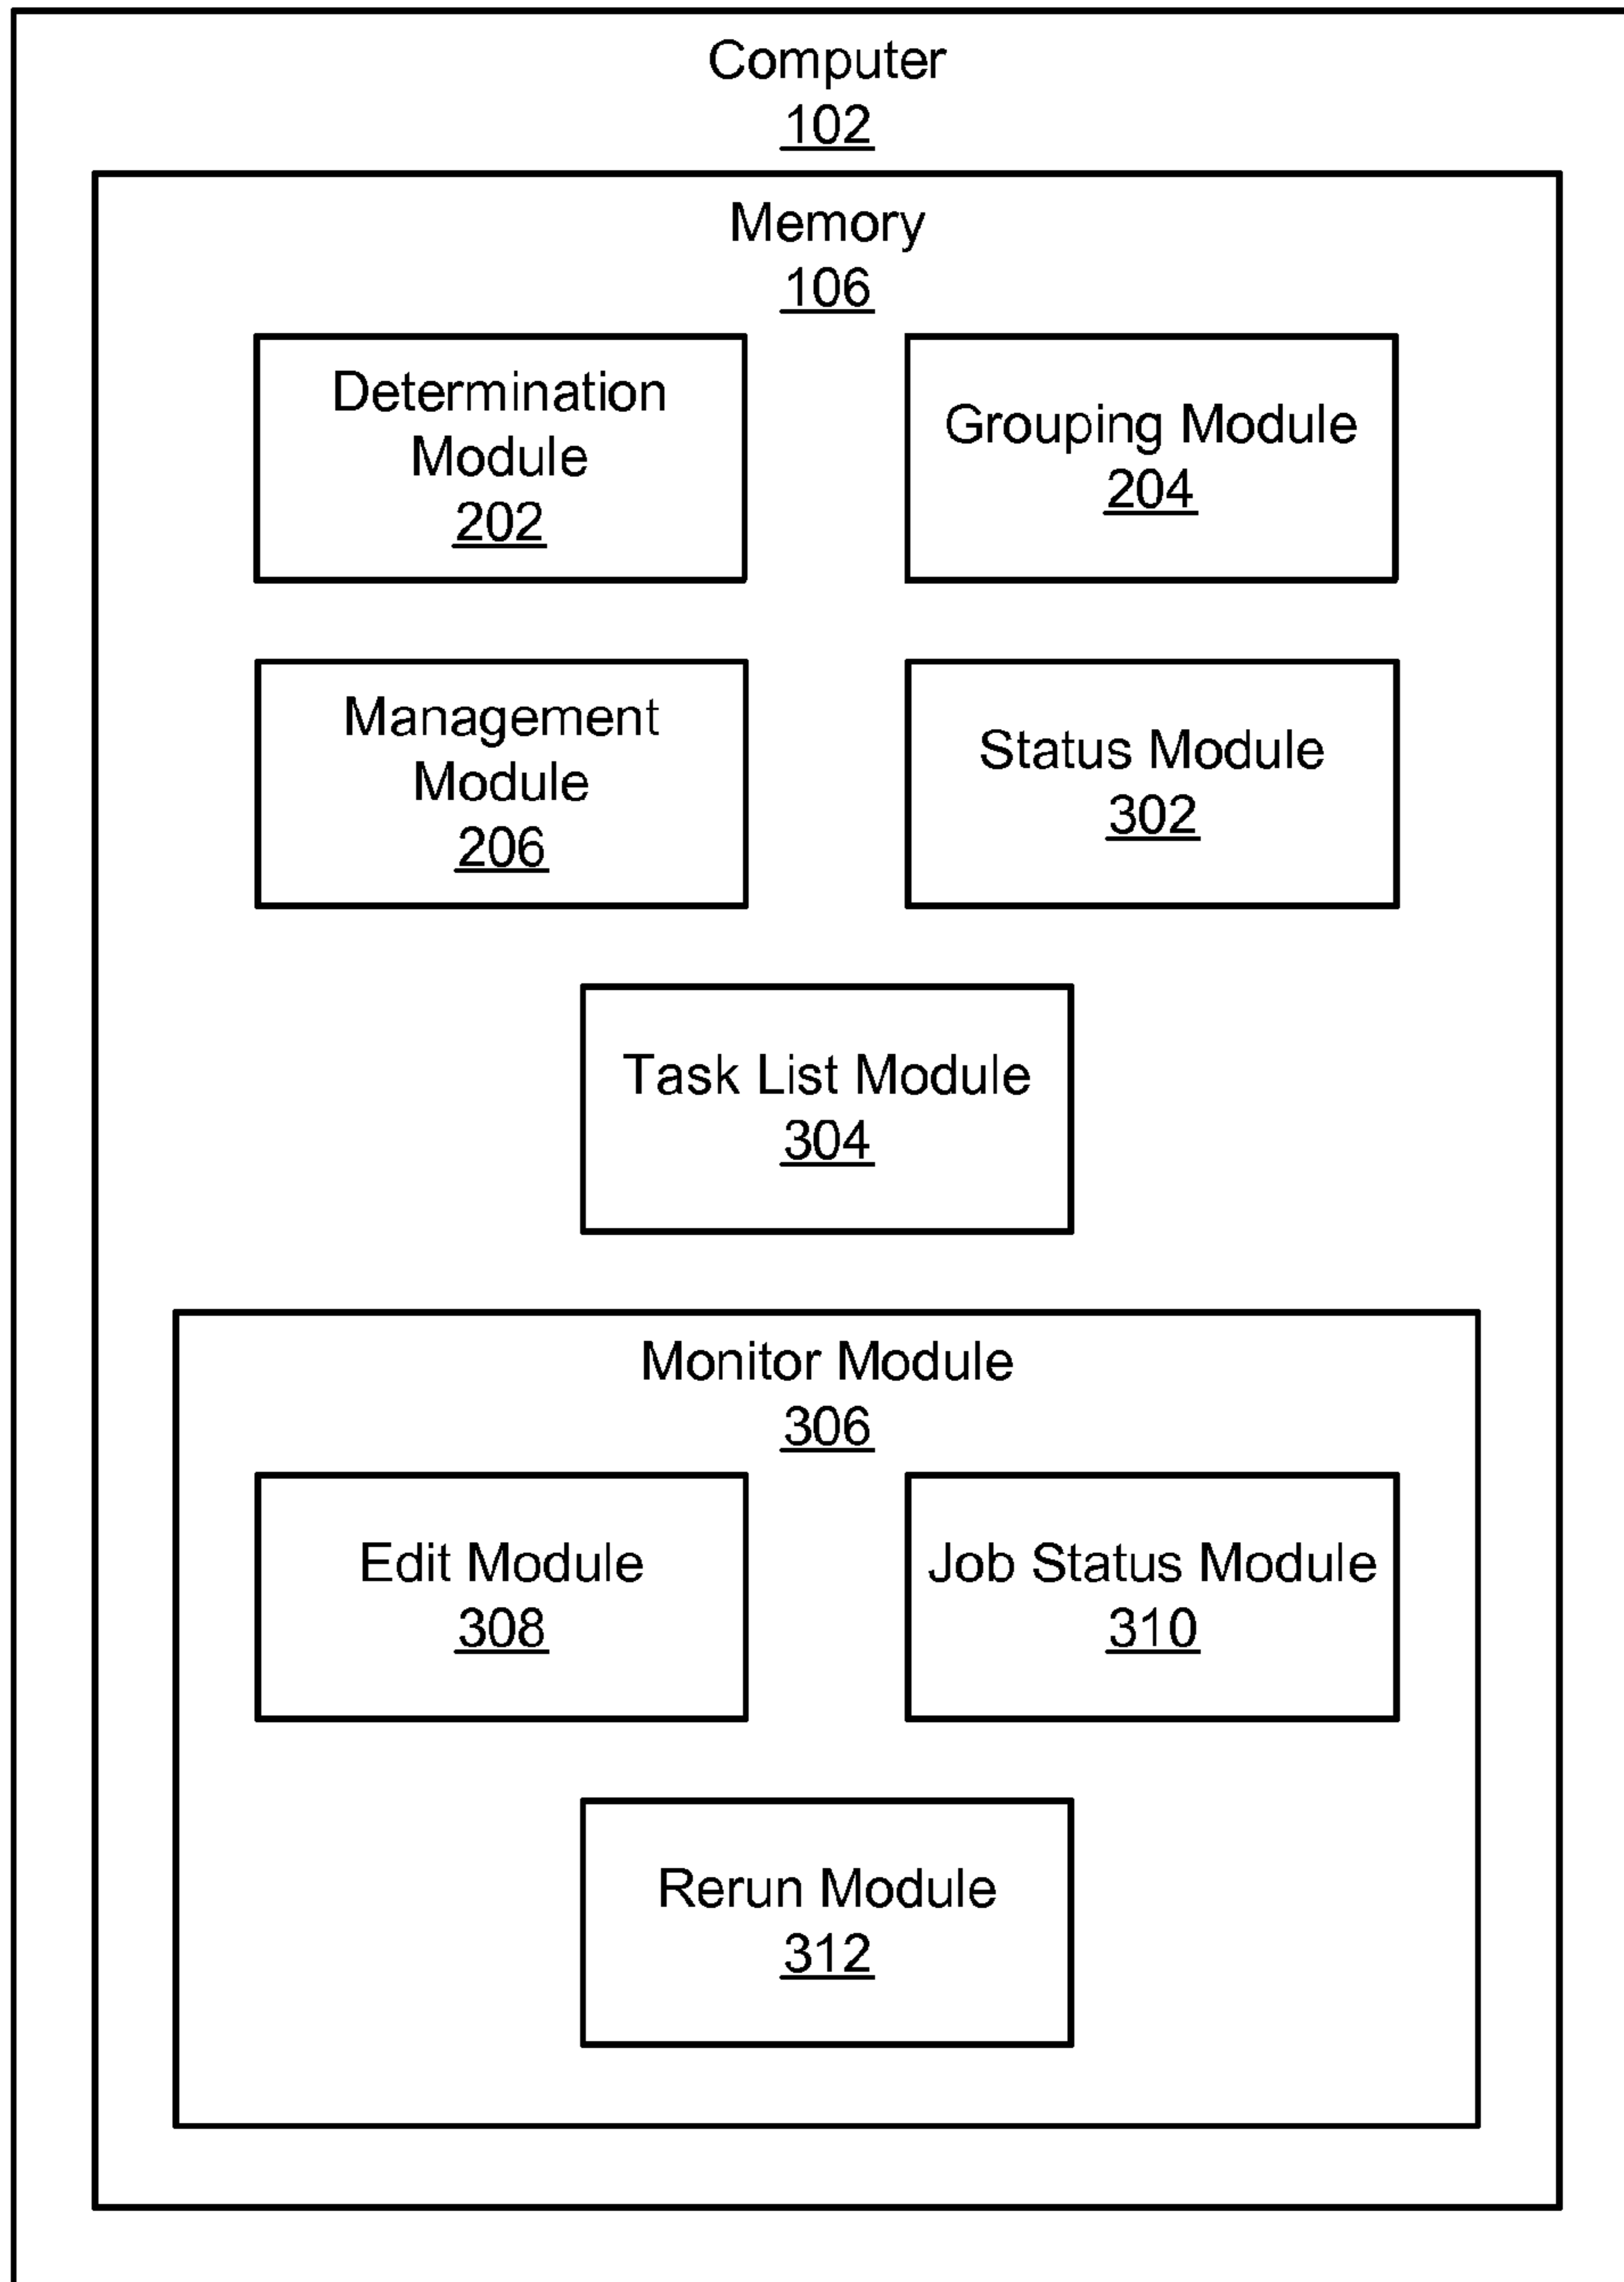 Computer
102
Memory
106
Determination
Module
202
Grouping Module
204
Management
Module
206
Status Module
302
Task List Module
304
Monitor Module
306
Edit Module
308
Job Status Module
310
Rerun Module
312